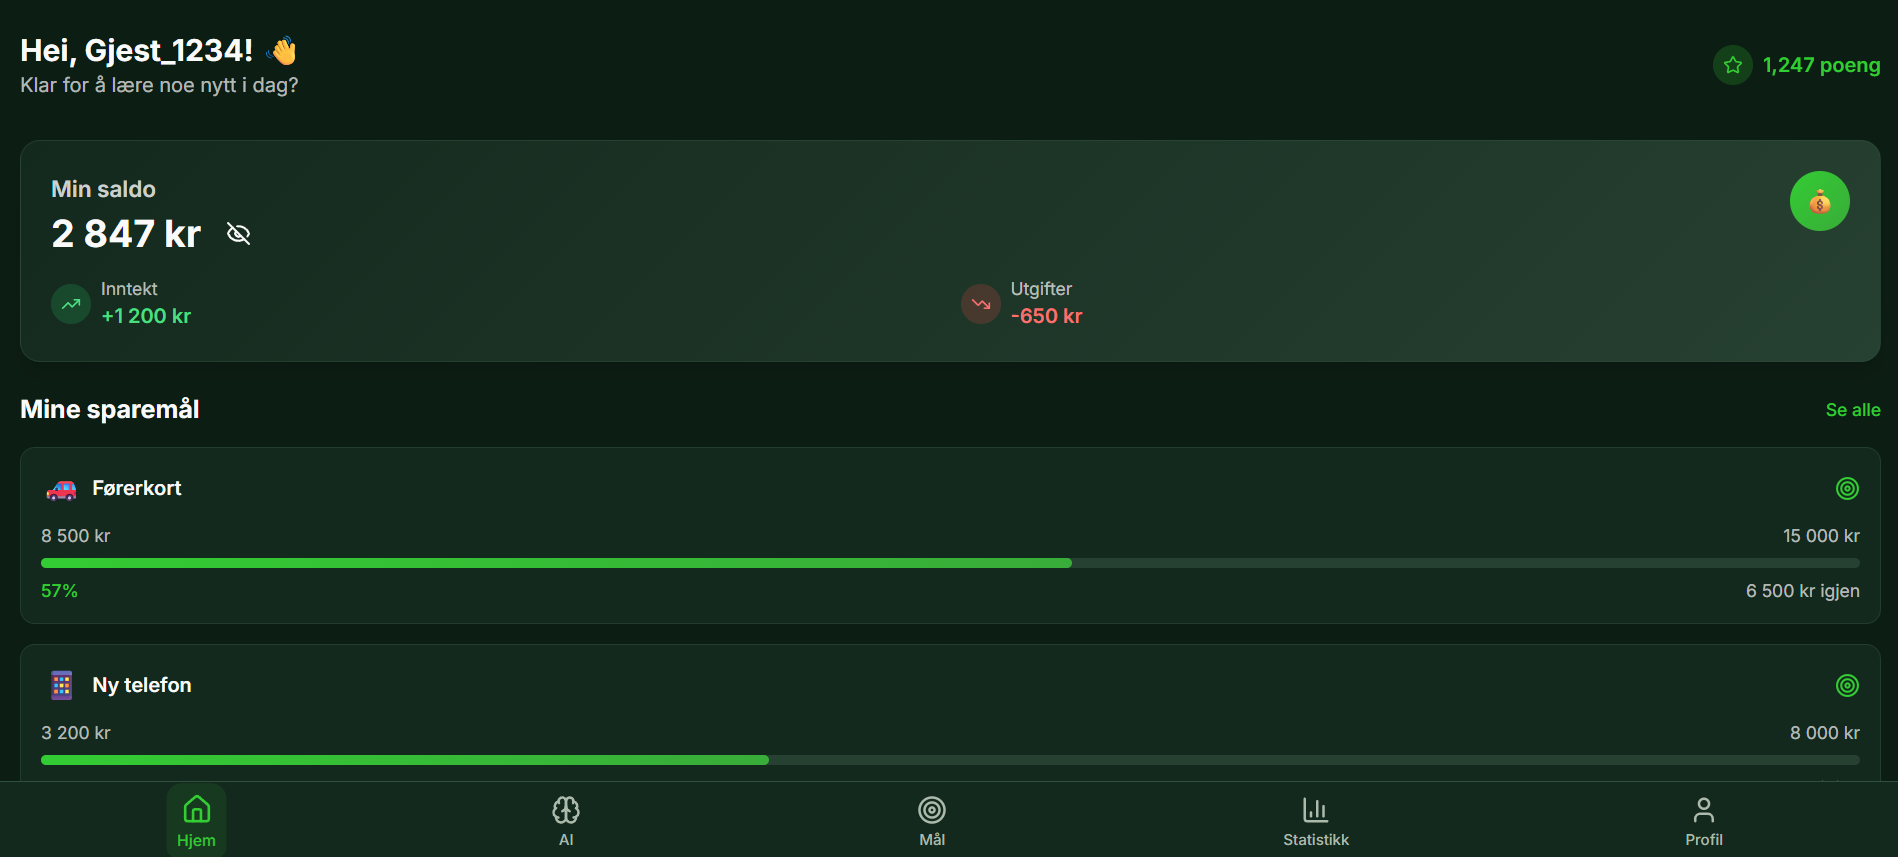 Hei, Gjest_1234! 👋
Klar for å lære noe nytt i dag?
1,247 poeng
Min saldo
2 847 kr
Inntekt
+1 200 kr
Utgifter
-650 kr
Mine sparemål
Se alle
Førerkort
8 500 kr
15 000 kr
57%
6 500 kr igjen
Ny telefon
3 200 kr
8 000 kr
Hjem
AI
Mål
Statistikk
Profil